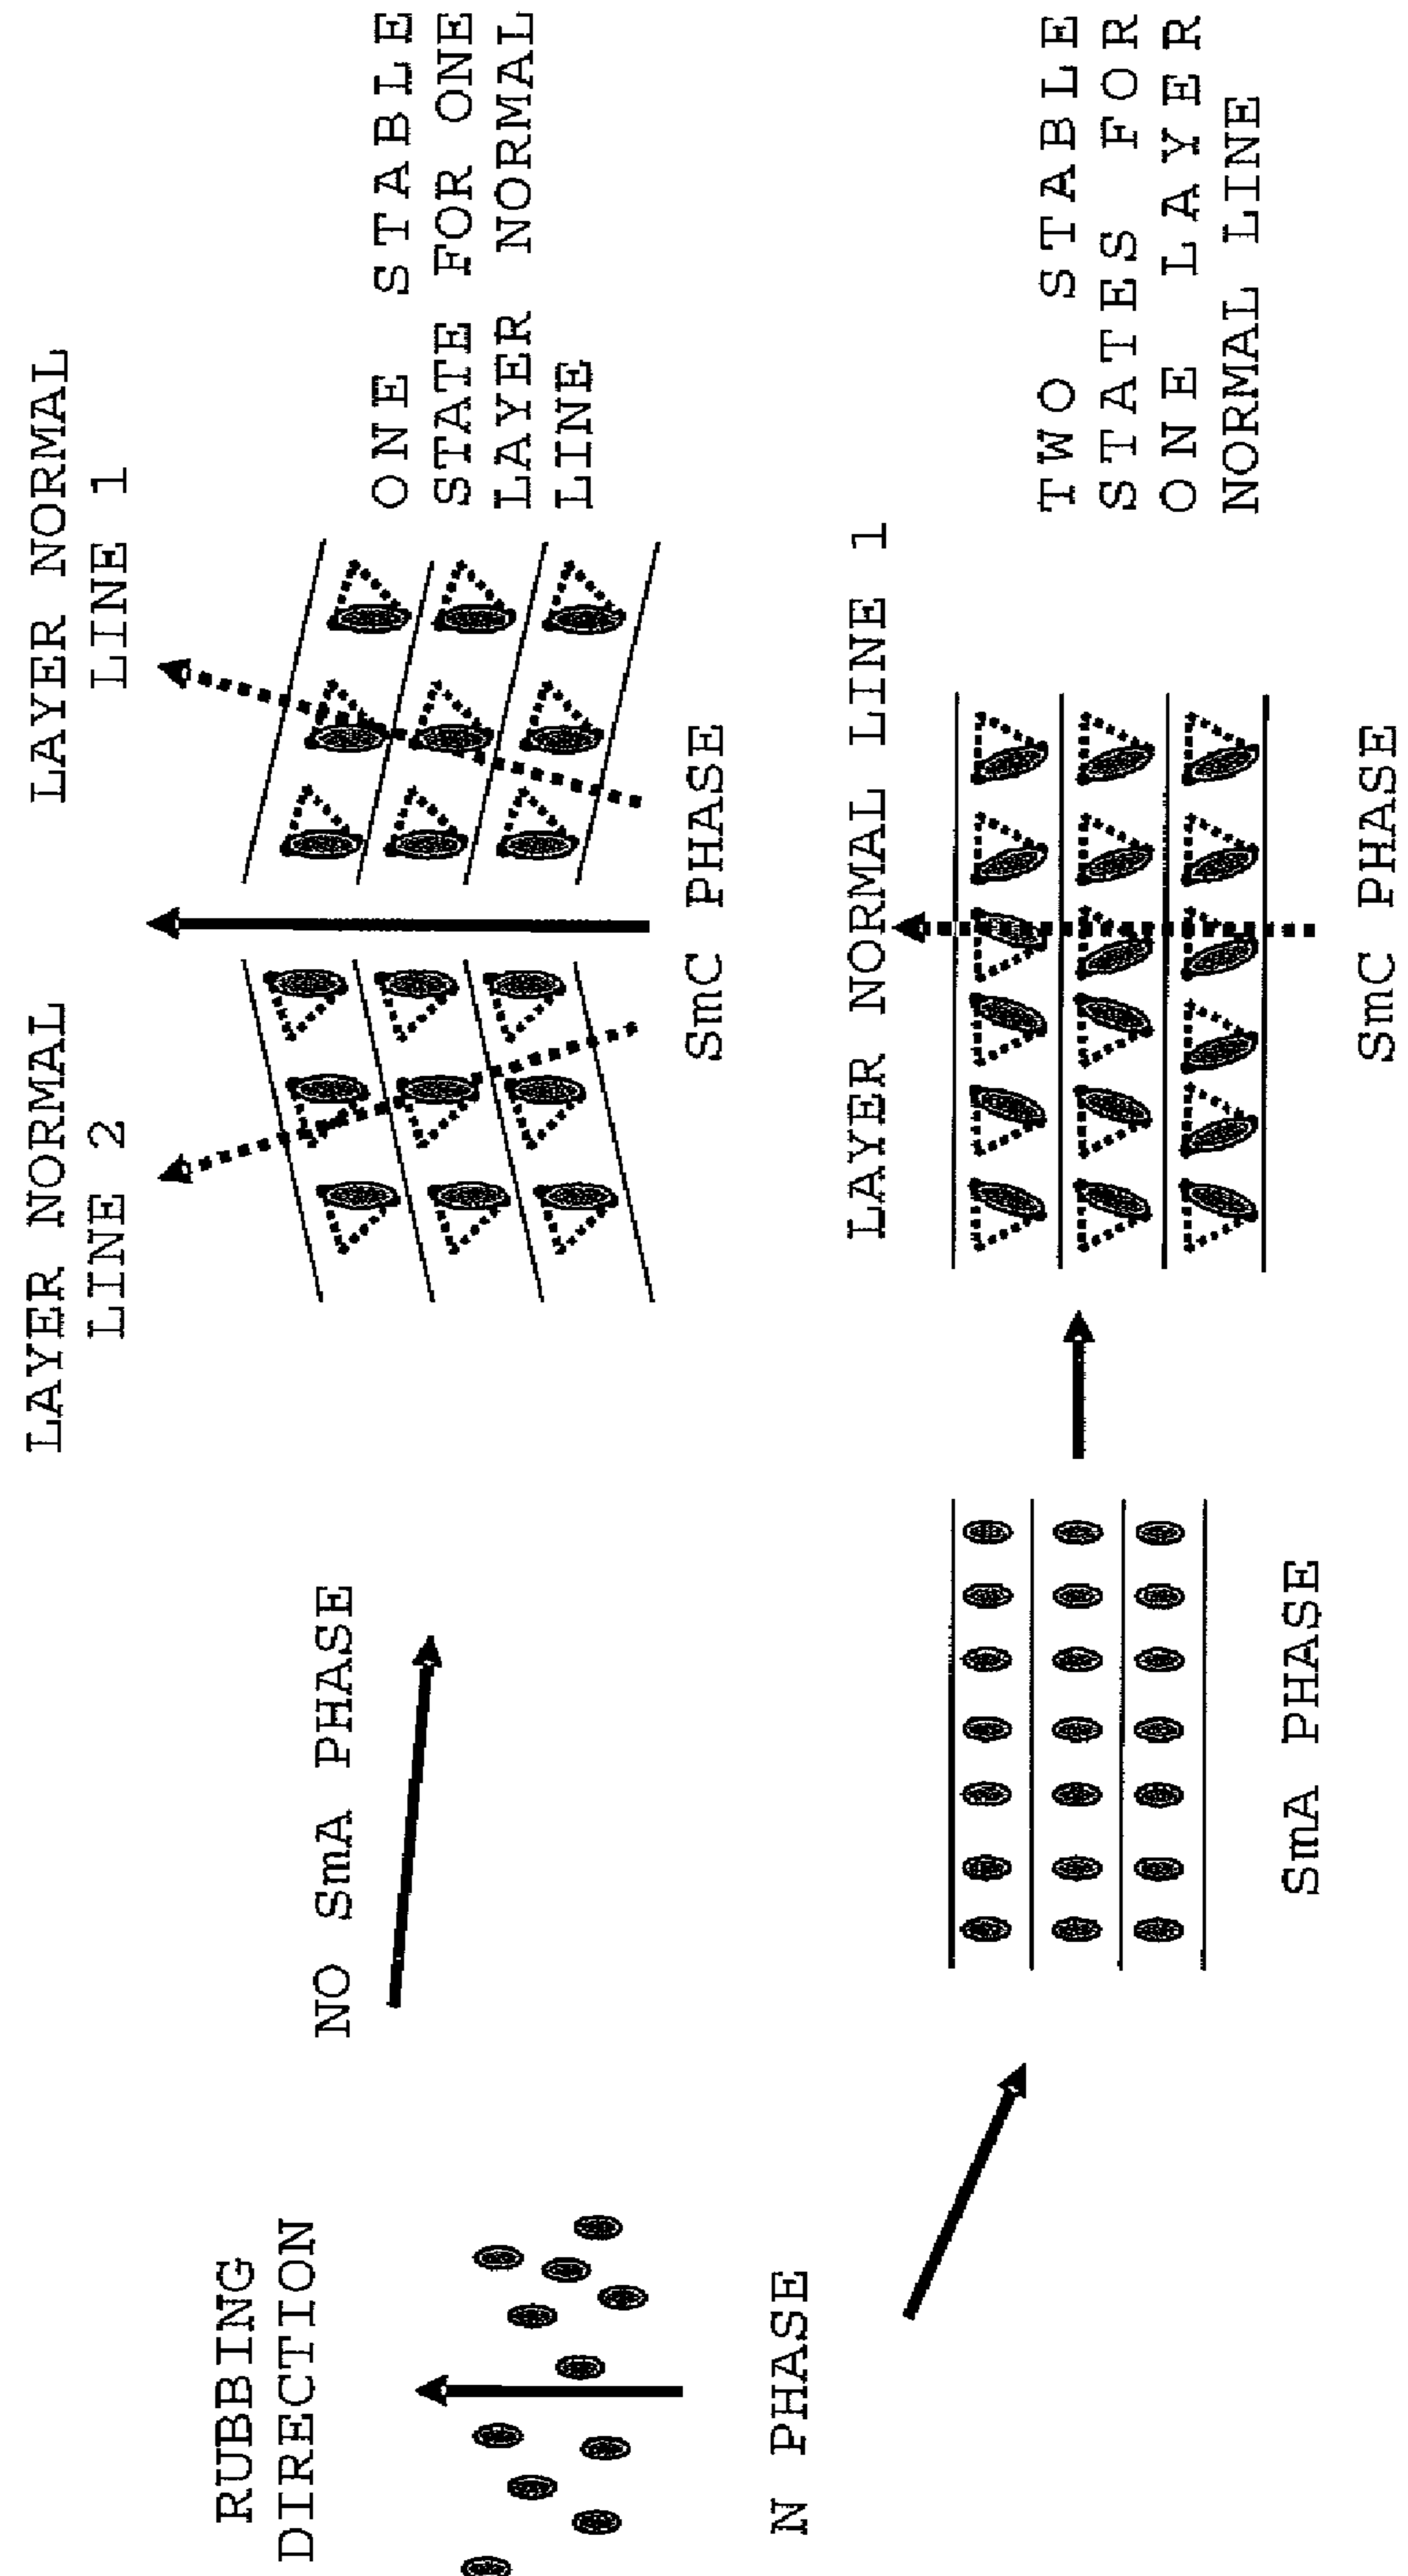 RUBBING
DIRECTION
N PHASE
NO SmA PHASE
LAYER NORMAL
LINE 2
LAYER NORMAL
LINE 1
SmC PHASE
ONE STABLE
STATE FOR ONE
LAYER NORMAL
LINE
SmA PHASE
LAYER NORMAL LINE 1
SmC PHASE
TWO STABLE
STATES FOR
ONE LAYER
NORMAL LINE